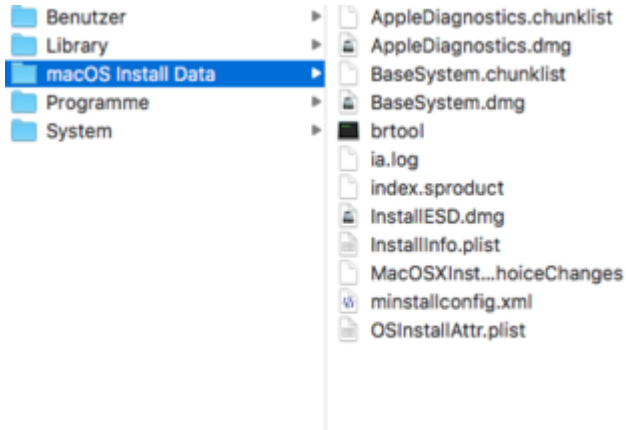 Benutzer
Library
macOS Install Data
Programme
System
AppleDiagnostics.chunklist
AppleDiagnostics.dmg
BaseSystem.chunklist
BaseSystem.dmg
brtool
ia.log
index.sproduct
InstallESD.dmg
InstallInfo.plist
MacOSXInst...hoiceChanges
minstallconfig.xml
OSInstallAttr.plist